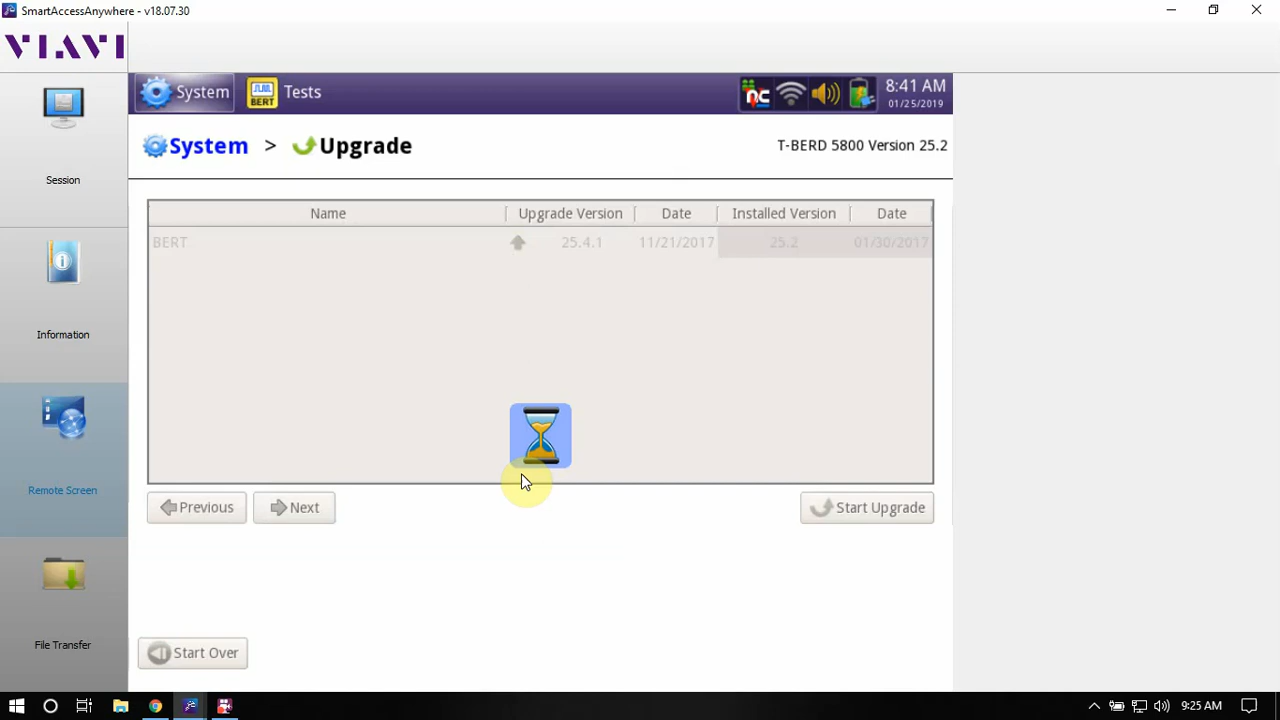 SmartAccessAnywhere - v18.07.30
VIAVI
System
BERT
Tests
8:41 AM
01/25/2019
System > Upgrade
T-BERD 5800 Version 25.2
Name Upgrade Version Date Installed Version Date
BERT 25.4.1 11/21/2017 25.2 01/30/2017
Previous
Next
Start Upgrade
Start Over
Session
Information
Remote Screen
File Transfer
9:25 AM